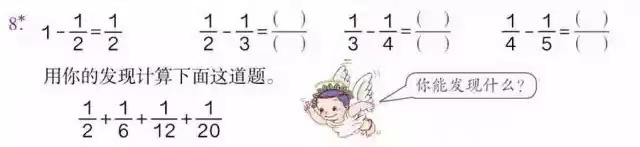 8* 1-1/2=1/2 1/2-1/3=( )/( ) 1/3-1/4=( )/( ) 1/4-1/5=( )/( )
用你的发现计算下面这道题。
你能发现什么?
1/2+1/6+1/12+1/20